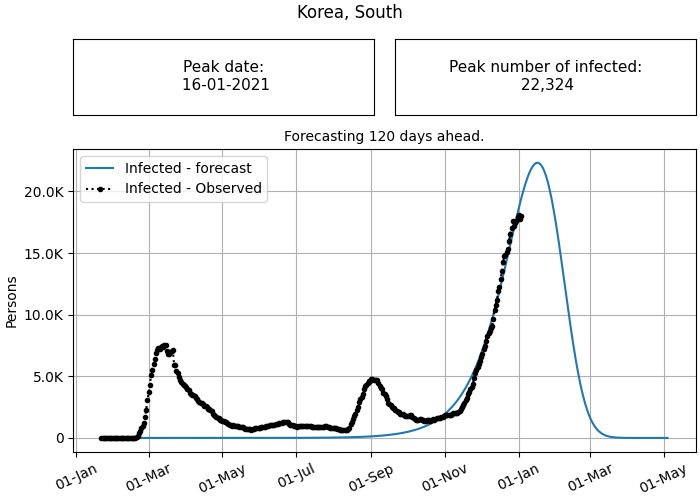 Korea, South
Peak date:
16-01-2021
Peak number of infected:
22,324
Forecasting 120 days ahead.
Infected - forecast
Infected - Observed
20.0K
15.0K
10.0K
5.0K
0
Persons
01-Jan
01-Mar
01-May
01-Jul
01-Sep
01-Nov
01-Jan
01-Mar
01-May